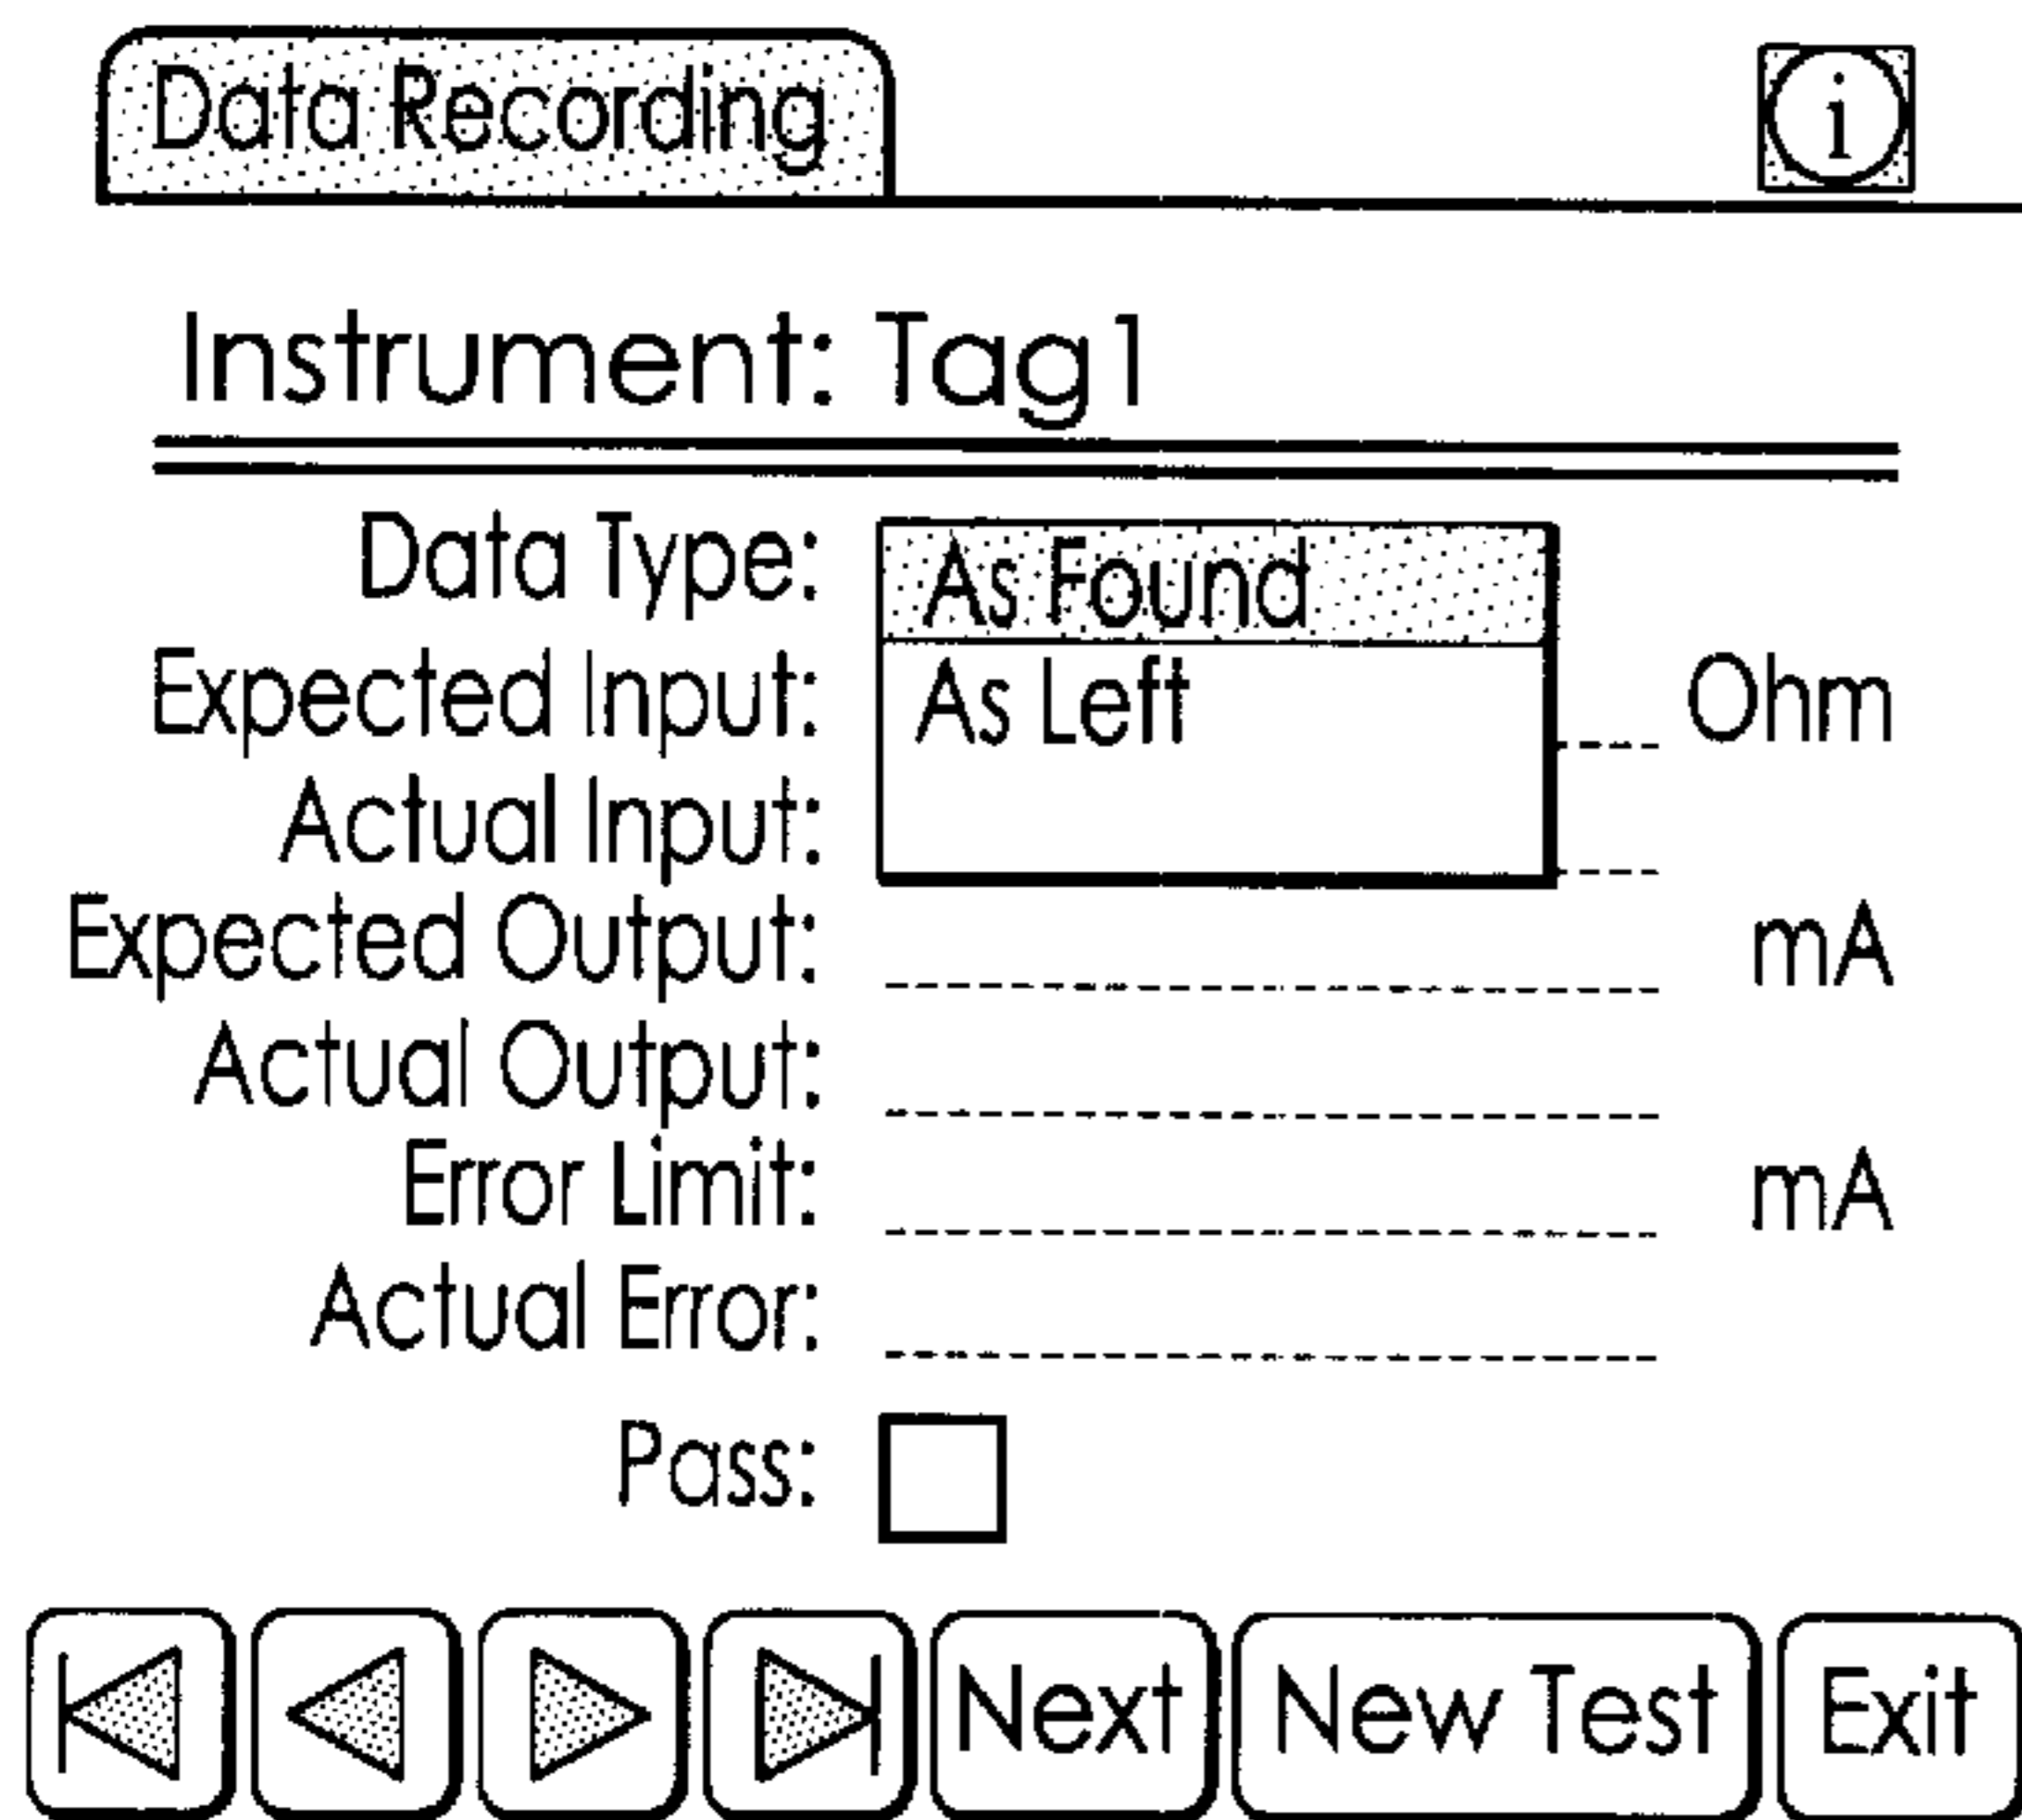 Data Recording i
Instrument: Tag1
Data Type: As Found
Expected Input: As Left Ohm
Actual Input:
Expected Output: mA
Actual Output:
Error Limit: mA
Actual Error:
Pass:
Next New Test Exit